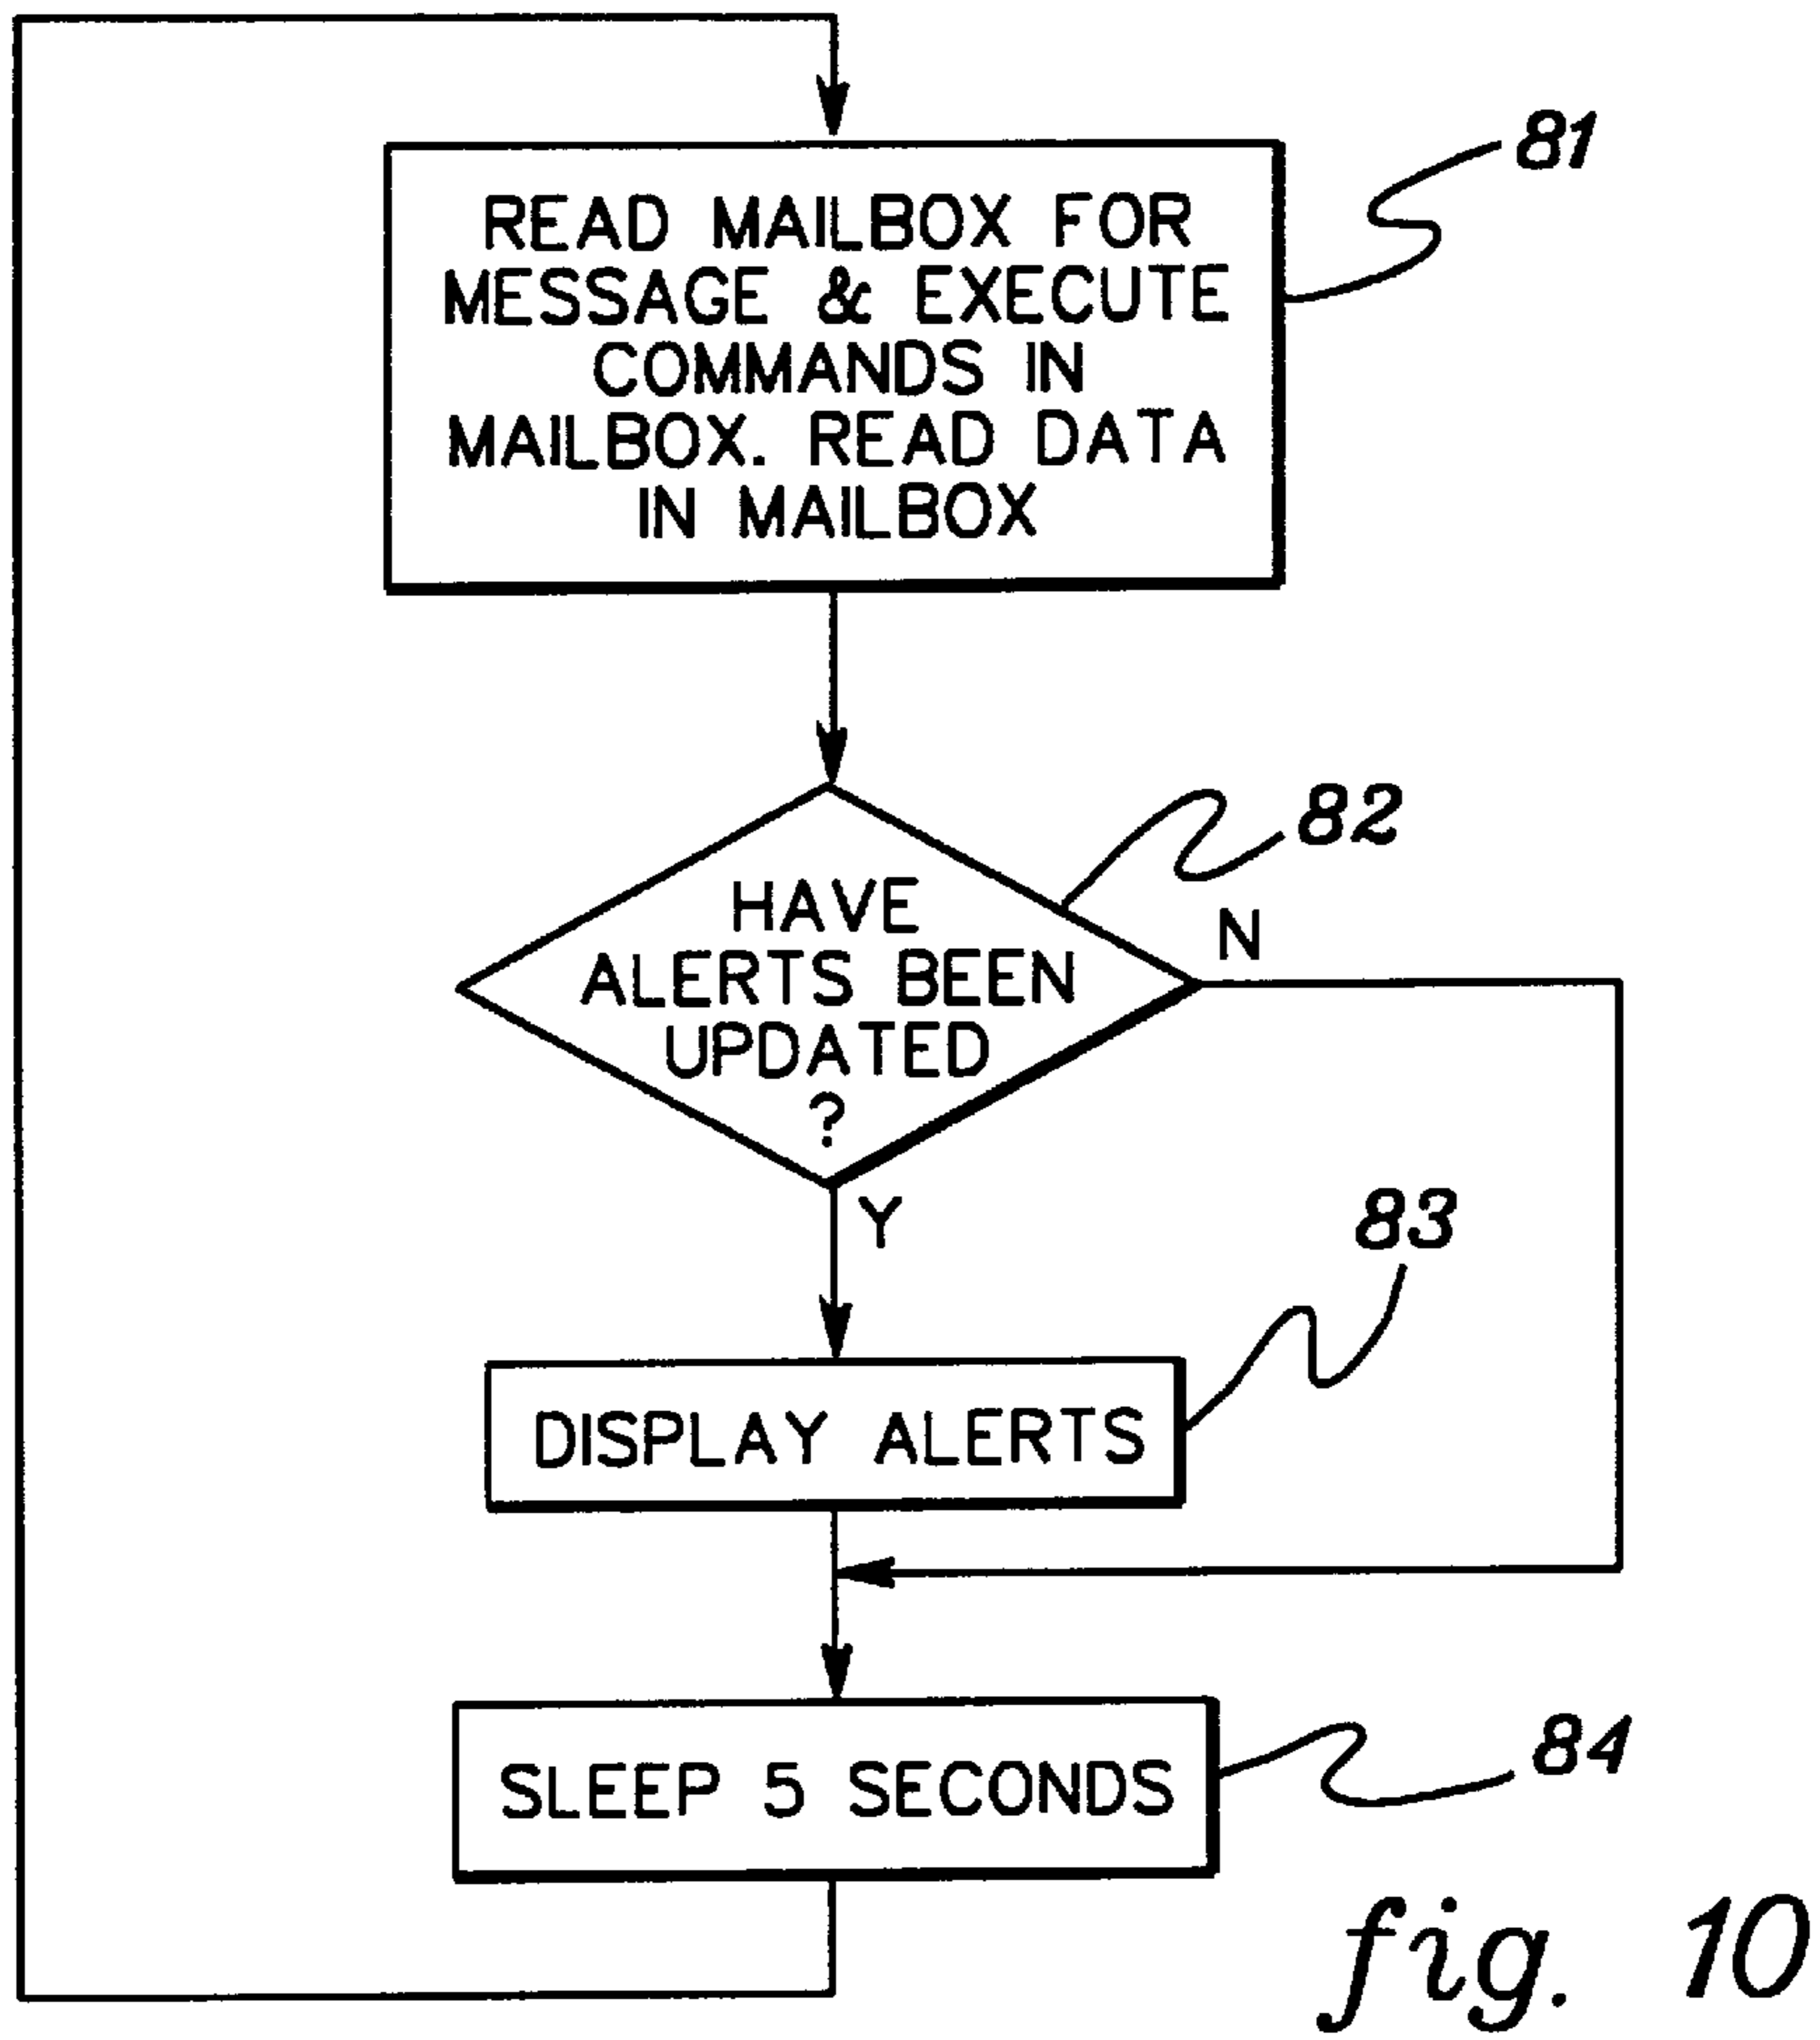 81
READ MAILBOX FOR
MESSAGE & EXECUTE
COMMANDS IN
MAILBOX. READ DATA
IN MAILBOX
82
HAVE
ALERTS BEEN
UPDATED
?
N
Y
83
DISPLAY ALERTS
SLEEP 5 SECONDS
84
fig. 10